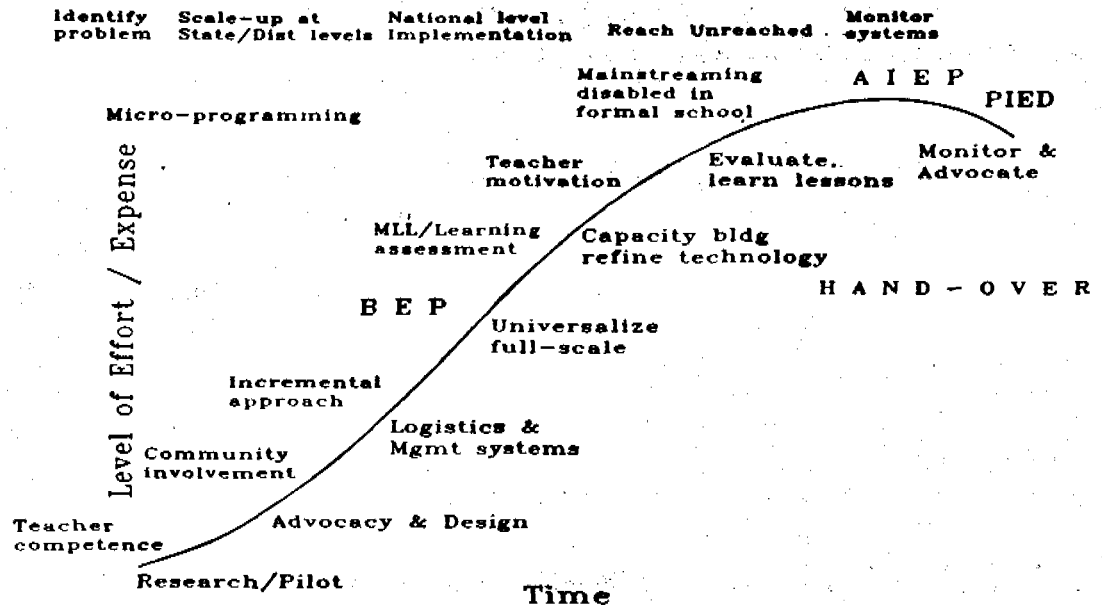 Identify problem
Scale-up at State/Dist levels
National level Implementation
Reach Unreached
Monitor systems
Mainstreaming
disabled in
formal school
A I E P
PIED
Micro-programming
Monitor &
Advocate
Evaluate,
learn lessons
Teacher
motivation
MLL/Learning
assessment
Capacity bldg
refine technology
H A N D - O V E R
B E P
Universalize
full-scale
Level of Effort / Expense
Incremental
approach
Logistics &
Mgmt systems
Community
involvement
Advocacy & Design
Teacher
competence
Research/Pilot
Time